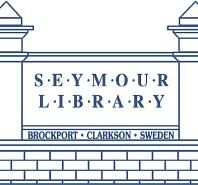 S·E·Y·M·O·U·R
L·I·B·R·A·R·Y
BROCKPORT · CLARKSON · SWEDEN